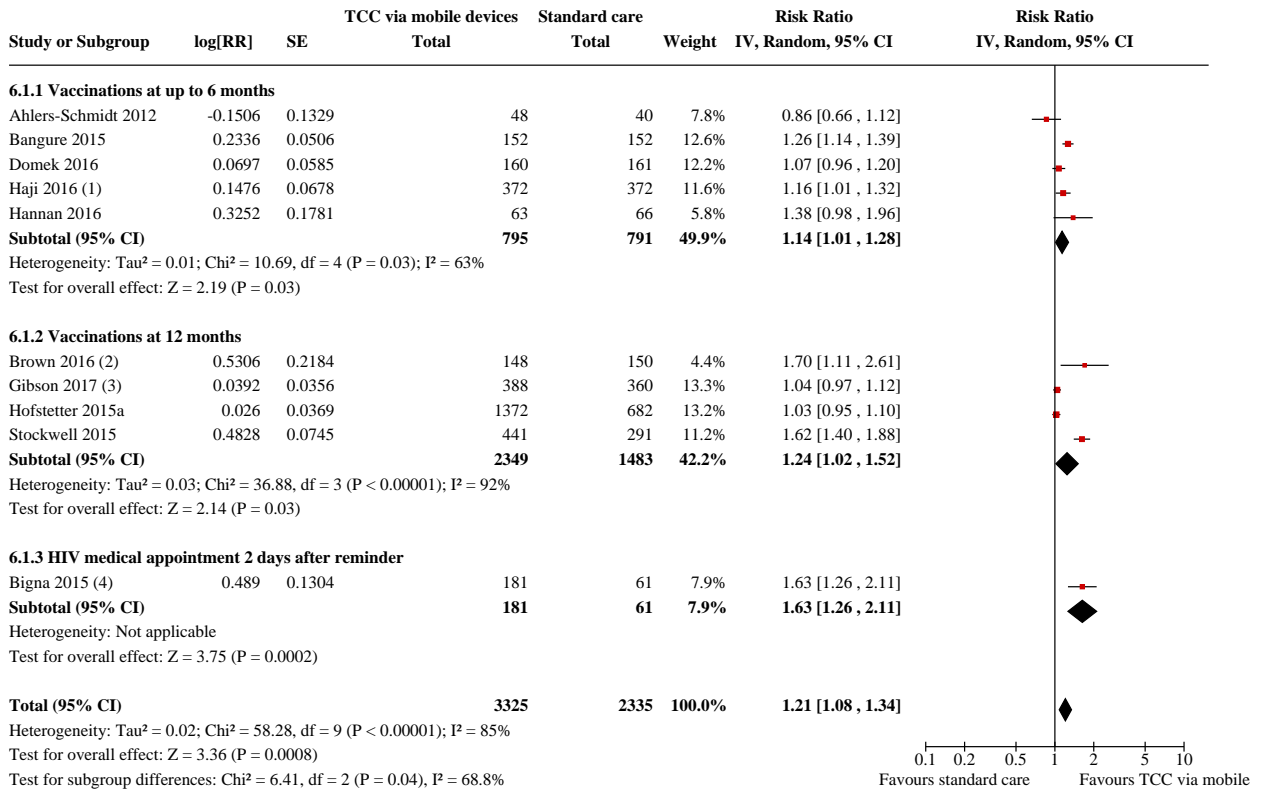 TCC via mobile devices Standard care Risk Ratio Risk Ratio
Study or Subgroup log[RR] SE Total Total Weight IV, Random, 95% CI IV, Random, 95% CI
6.1.1 Vaccinations at up to 6 months
Ahlers-Schmidt 2012 -0.1506 0.1329 48 40 7.8% 0.86 [0.66 , 1.12]
Bangure 2015 0.2336 0.0506 152 152 12.6% 1.26 [1.14 , 1.39]
Domek 2016 0.0697 0.0585 160 161 12.2% 1.07 [0.96 , 1.20]
Haji 2016 (1) 0.1476 0.0678 372 372 11.6% 1.16 [1.01 , 1.32]
Hannan 2016 0.3252 0.1781 63 66 5.8% 1.38 [0.98 , 1.96]
Subtotal (95% CI) 795 791 49.9% 1.14 [1.01 , 1.28]
Heterogeneity: Tau² = 0.01; Chi² = 10.69, df = 4 (P = 0.03); I² = 63%
Test for overall effect: Z = 2.19 (P = 0.03)
6.1.2 Vaccinations at 12 months
Brown 2016 (2) 0.5306 0.2184 148 150 4.4% 1.70 [1.11 , 2.61]
Gibson 2017 (3) 0.0392 0.0356 388 360 13.3% 1.04 [0.97 , 1.12]
Hofstetter 2015a 0.026 0.0369 1372 682 13.2% 1.03 [0.95 , 1.10]
Stockwell 2015 0.4828 0.0745 441 291 11.2% 1.62 [1.40 , 1.88]
Subtotal (95% CI) 2349 1483 42.2% 1.24 [1.02 , 1.52]
Heterogeneity: Tau² = 0.03; Chi² = 36.88, df = 3 (P < 0.00001); I² = 92%
Test for overall effect: Z = 2.14 (P = 0.03)
6.1.3 HIV medical appointment 2 days after reminder
Bigna 2015 (4) 0.489 0.1304 181 61 7.9% 1.63 [1.26 , 2.11]
Subtotal (95% CI) 181 61 7.9% 1.63 [1.26 , 2.11]
Heterogeneity: Not applicable
Test for overall effect: Z = 3.75 (P = 0.0002)
Total (95% CI) 3325 2335 100.0% 1.21 [1.08 , 1.34]
Heterogeneity: Tau² = 0.02; Chi² = 58.28, df = 9 (P < 0.00001); I² = 85%
Test for overall effect: Z = 3.36 (P = 0.0008)
Test for subgroup differences: Chi² = 6.41, df = 2 (P = 0.04), I² = 68.8%
0.1 0.2 0.5 1 2 5 10
Favours standard care Favours TCC via mobile